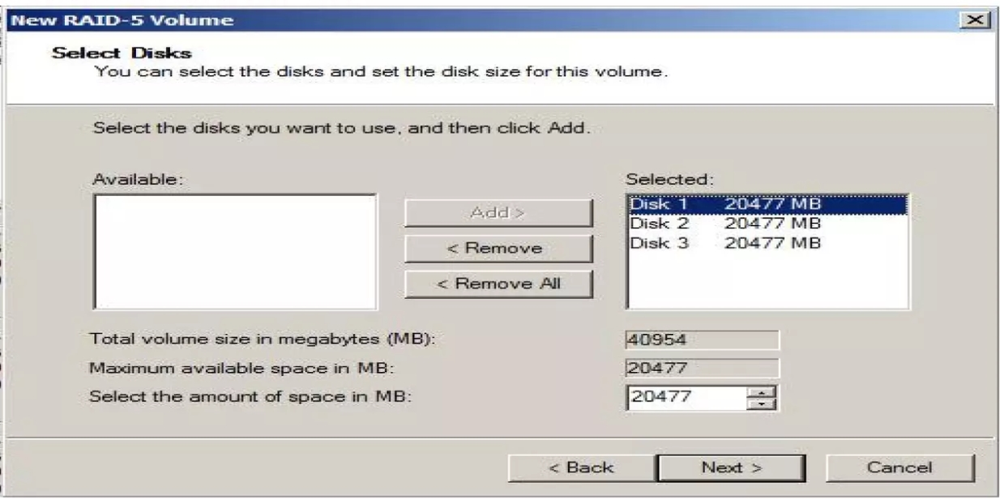 New RAID-5 Volume
Select Disks
You can select the disks and set the disk size for this volume.
Select the disks you want to use, and then click Add.
Available:
Selected:
Add >
< Remove
< Remove All
Disk 1 20477 MB
Disk 2 20477 MB
Disk 3 20477 MB
Total volume size in megabytes (MB): 40954
Maximum available space in MB: 20477
Select the amount of space in MB: 20477
< Back Next > Cancel